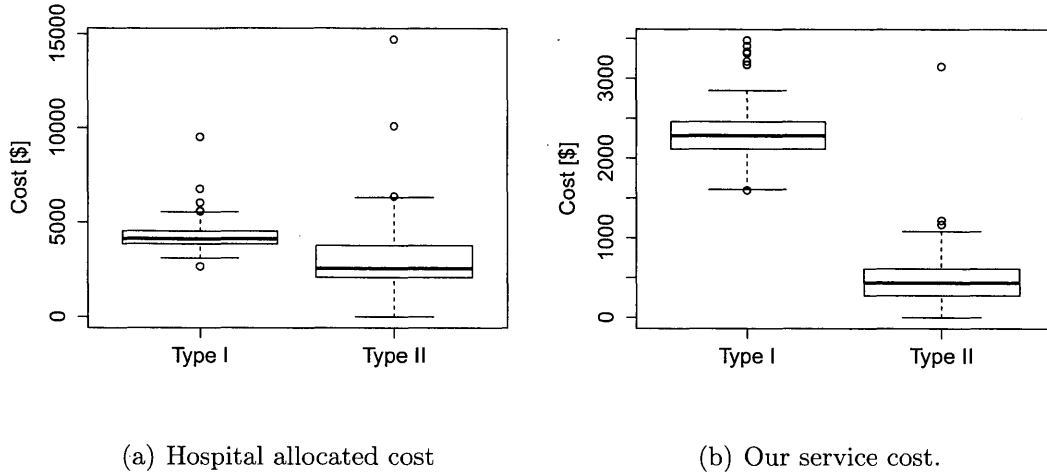 Cost [$]
15000
10000
5000
0
Type I
Type II
(a) Hospital allocated cost
Cost [$]
3000
2000
1000
0
Type I
Type II
(b) Our service cost.